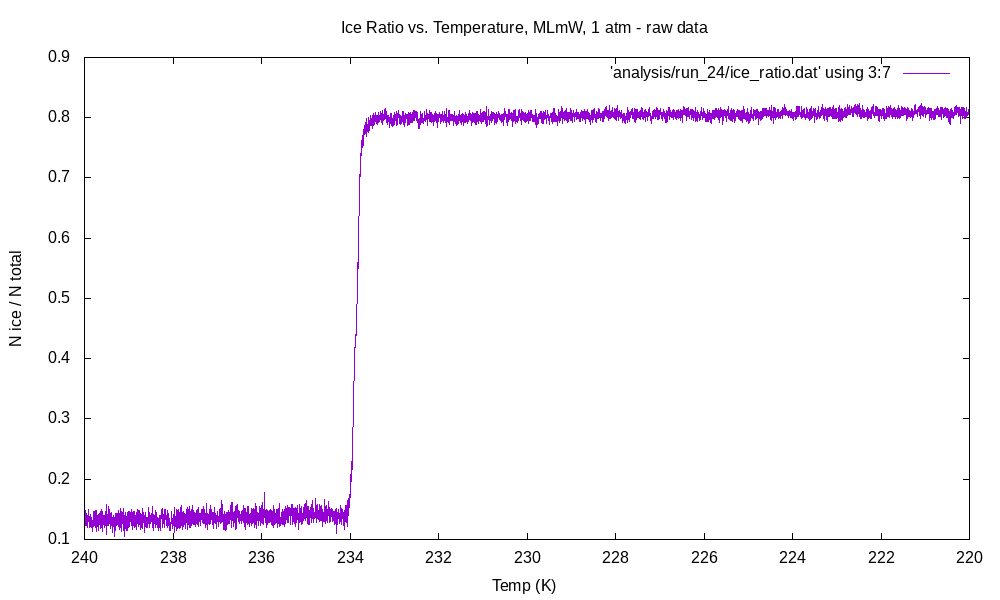 Ice Ratio vs. Temperature, MLmW, 1 atm - raw data
'analysis/run_24/ice_ratio.dat' using 3:7
N ice / N total
0.9
0.8
0.7
0.6
0.5
0.4
0.3
0.2
0.1
240 238 236 234 232 230 228 226 224 222 220
Temp (K)